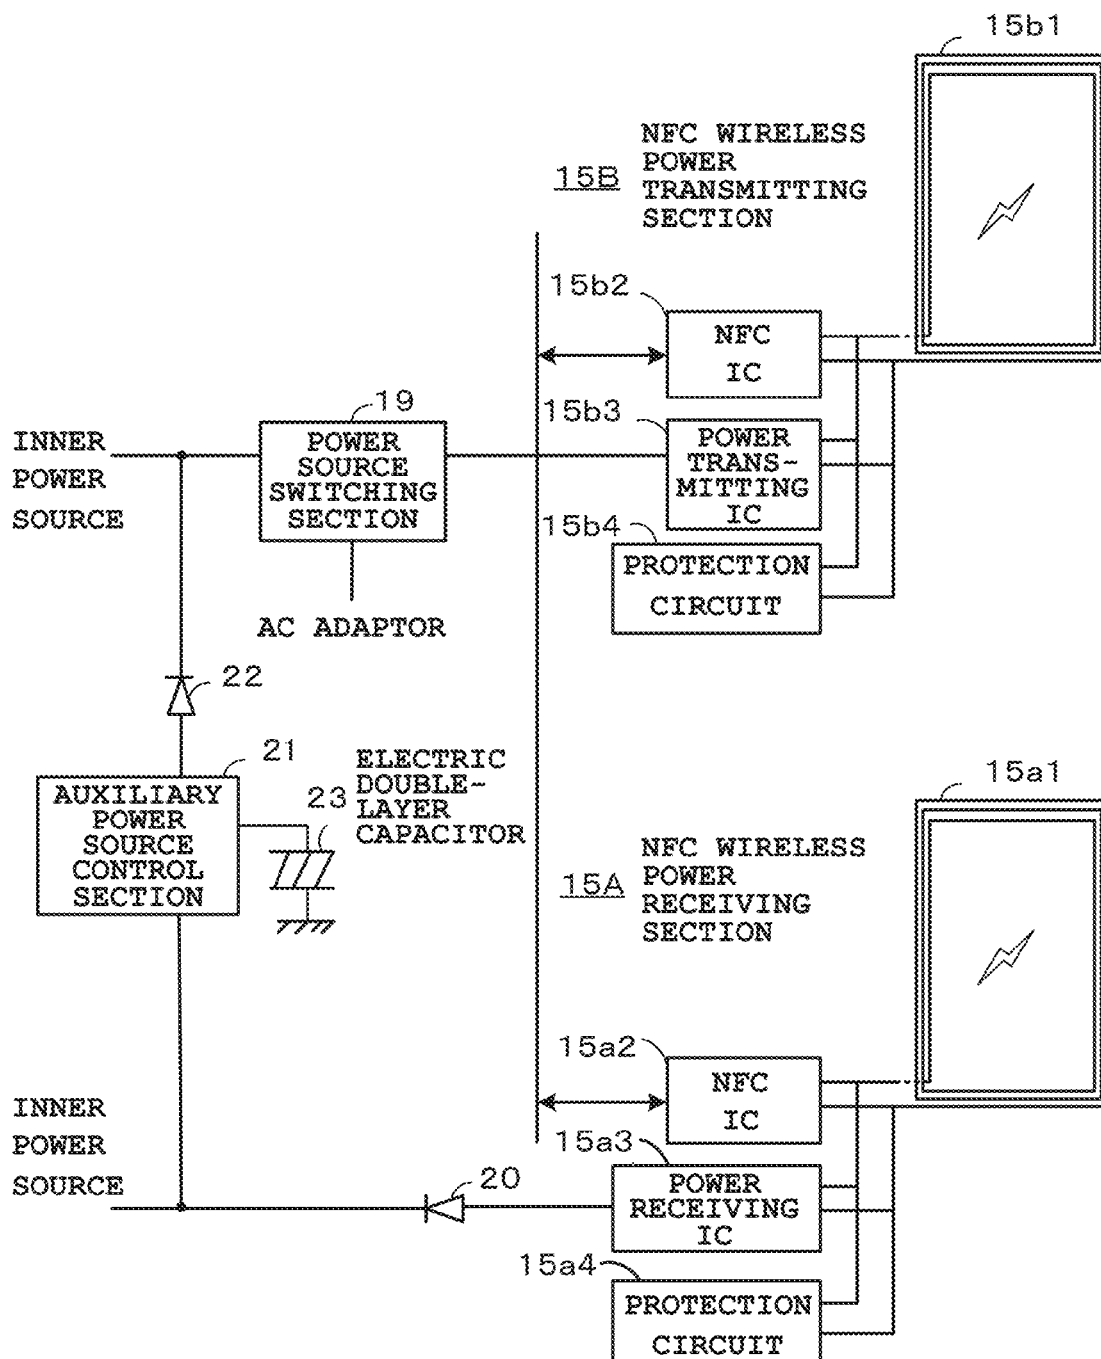 15b1
NFC WIRELESS
POWER
TRANSMITTING
SECTION
15B
15b2
NFC
IC
19
15b3
INNER
POWER
SOURCE
POWER
SOURCE
SWITCHING
SECTION
POWER
TRANS-
MITTING
IC
15b4
PROTECTION
CIRCUIT
AC ADAPTOR
22
21
ELECTRIC
DOUBLE-
LAYER
CAPACITOR
23
15a1
AUXILIARY
POWER
SOURCE
CONTROL
SECTION
NFC WIRELESS
POWER
RECEIVING
SECTION
15A
15a2
NFC
IC
INNER
POWER
SOURCE
15a3
20
POWER
RECEIVING
IC
15a4
PROTECTION
CIRCUIT